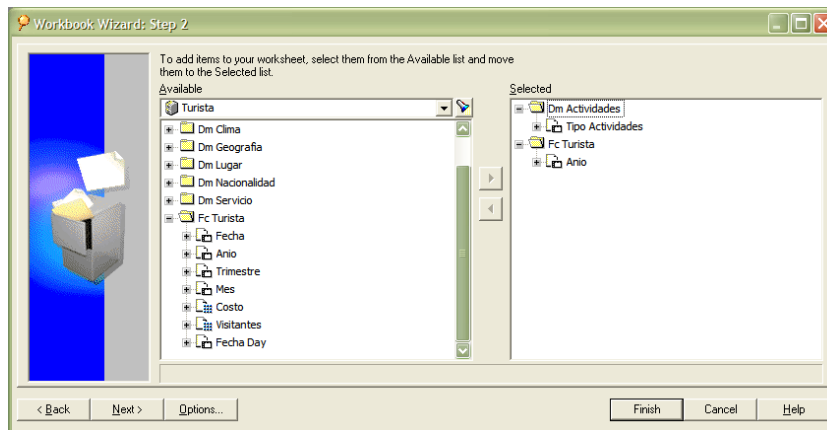 Workbook Wizard: Step 2
To add items to your worksheet, select them from the Available list and move
them to the Selected list.
Available
Turista
Dm Clima
Dm Geografia
Dm Lugar
Dm Nacionalidad
Dm Servicio
Fc Turista
Fecha
Anio
Trimestre
Mes
Costo
Visitantes
Fecha Day
Selected
Dm Actividades
Tipo Actividades
Fc Turista
Anio
< Back
Next >
Options...
Finish
Cancel
Help